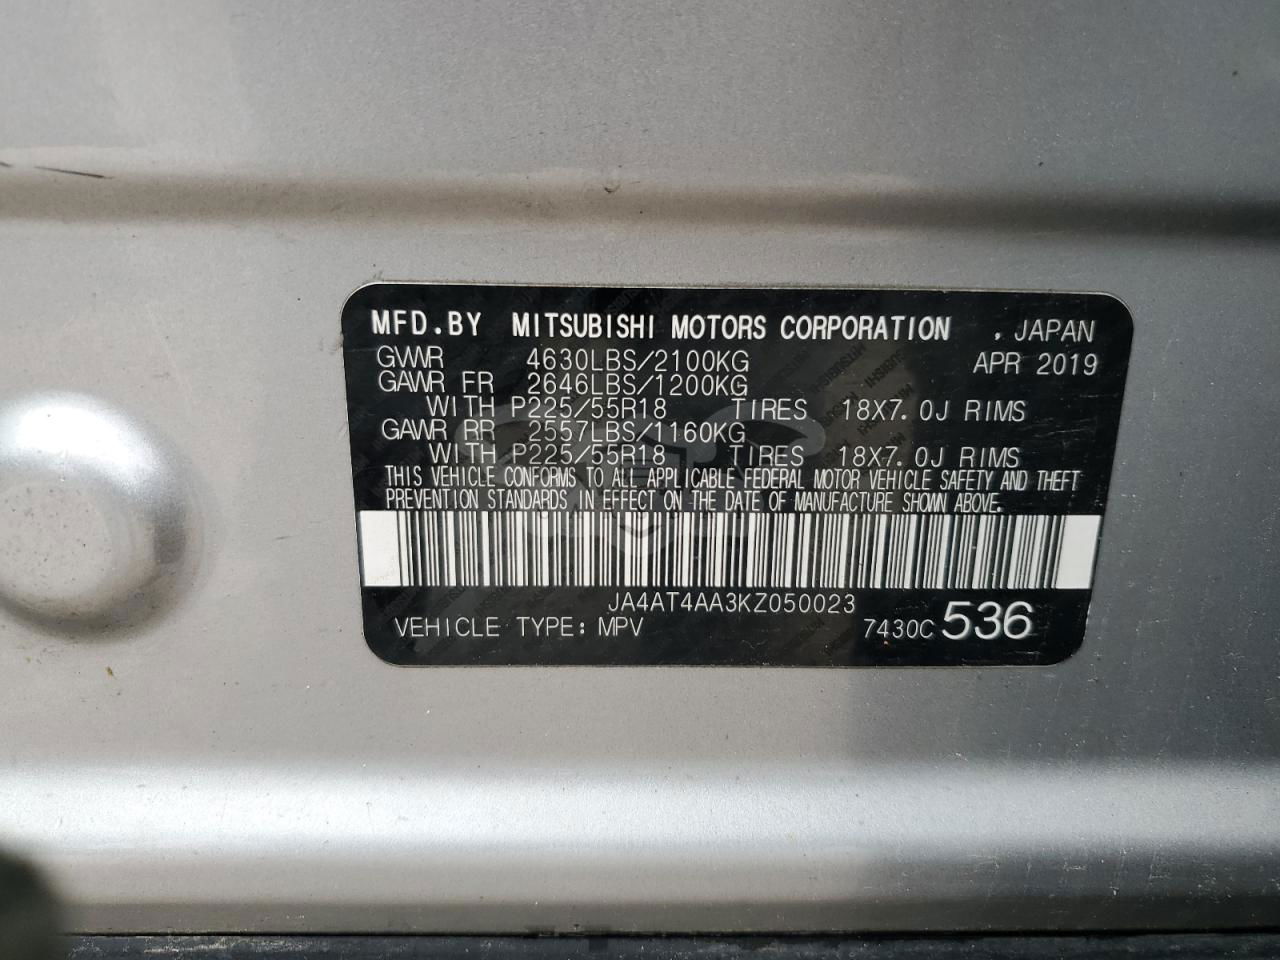 MFD.BY MITSUBISHI MOTORS CORPORATION , JAPAN
GVWR 4630LBS/2100KG APR 2019
GAWR FR 2646LBS/1200KG
WITH P225/55R18 TIRES 18X7.0J RIMS
GAWR RR 2557LBS/1160KG
WITH P225/55R18 TIRES 18X7.0J RIMS
THIS VEHICLE CONFORMS TO ALL APPLICABLE FEDERAL MOTOR VEHICLE SAFETY AND THEFT
PREVENTION STANDARDS IN EFFECT ON THE DATE OF MANUFACTURE SHOWN ABOVE.
JA4AT4AA3KZ050023
VEHICLE TYPE: MPV 7430C 536